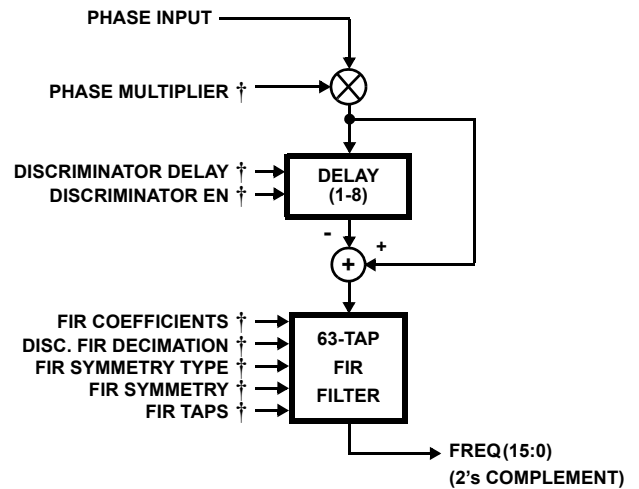 PHASE INPUT
PHASE MULTIPLIER †
DISCRIMINATOR DELAY †
DISCRIMINATOR EN †
DELAY
(1-8)
-
+
+
FIR COEFFICIENTS †
DISC. FIR DECIMATION †
FIR SYMMETRY TYPE †
FIR SYMMETRY †
FIR TAPS †
63-TAP
FIR
FILTER
FREQ(15:0)
(2's COMPLEMENT)